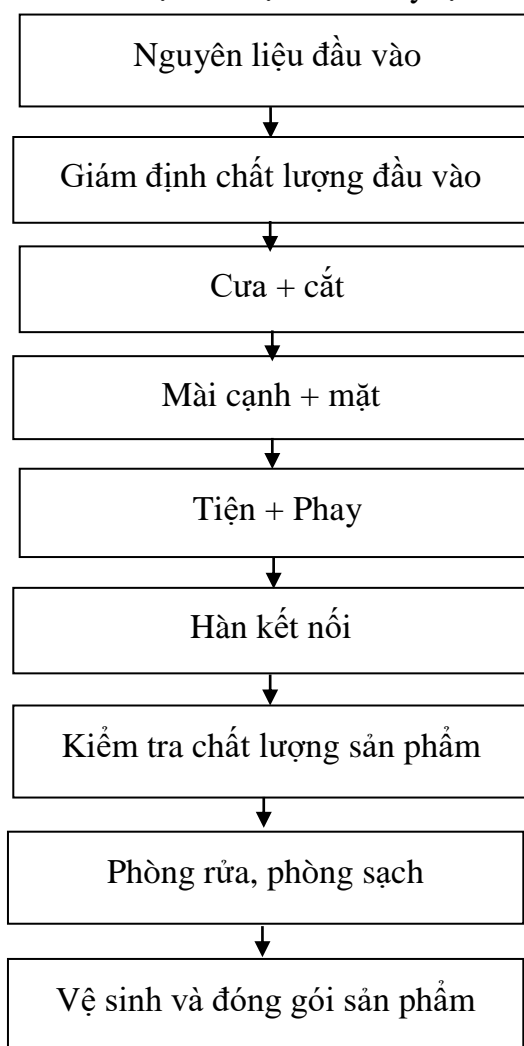 Nguyên liệu đầu vào
Giám định chất lượng đầu vào
Cưa + cắt
Mài cạnh + mặt
Tiện + Phay
Hàn kết nối
Kiểm tra chất lượng sản phẩm
Phòng rửa, phòng sạch
Vệ sinh và đóng gói sản phẩm